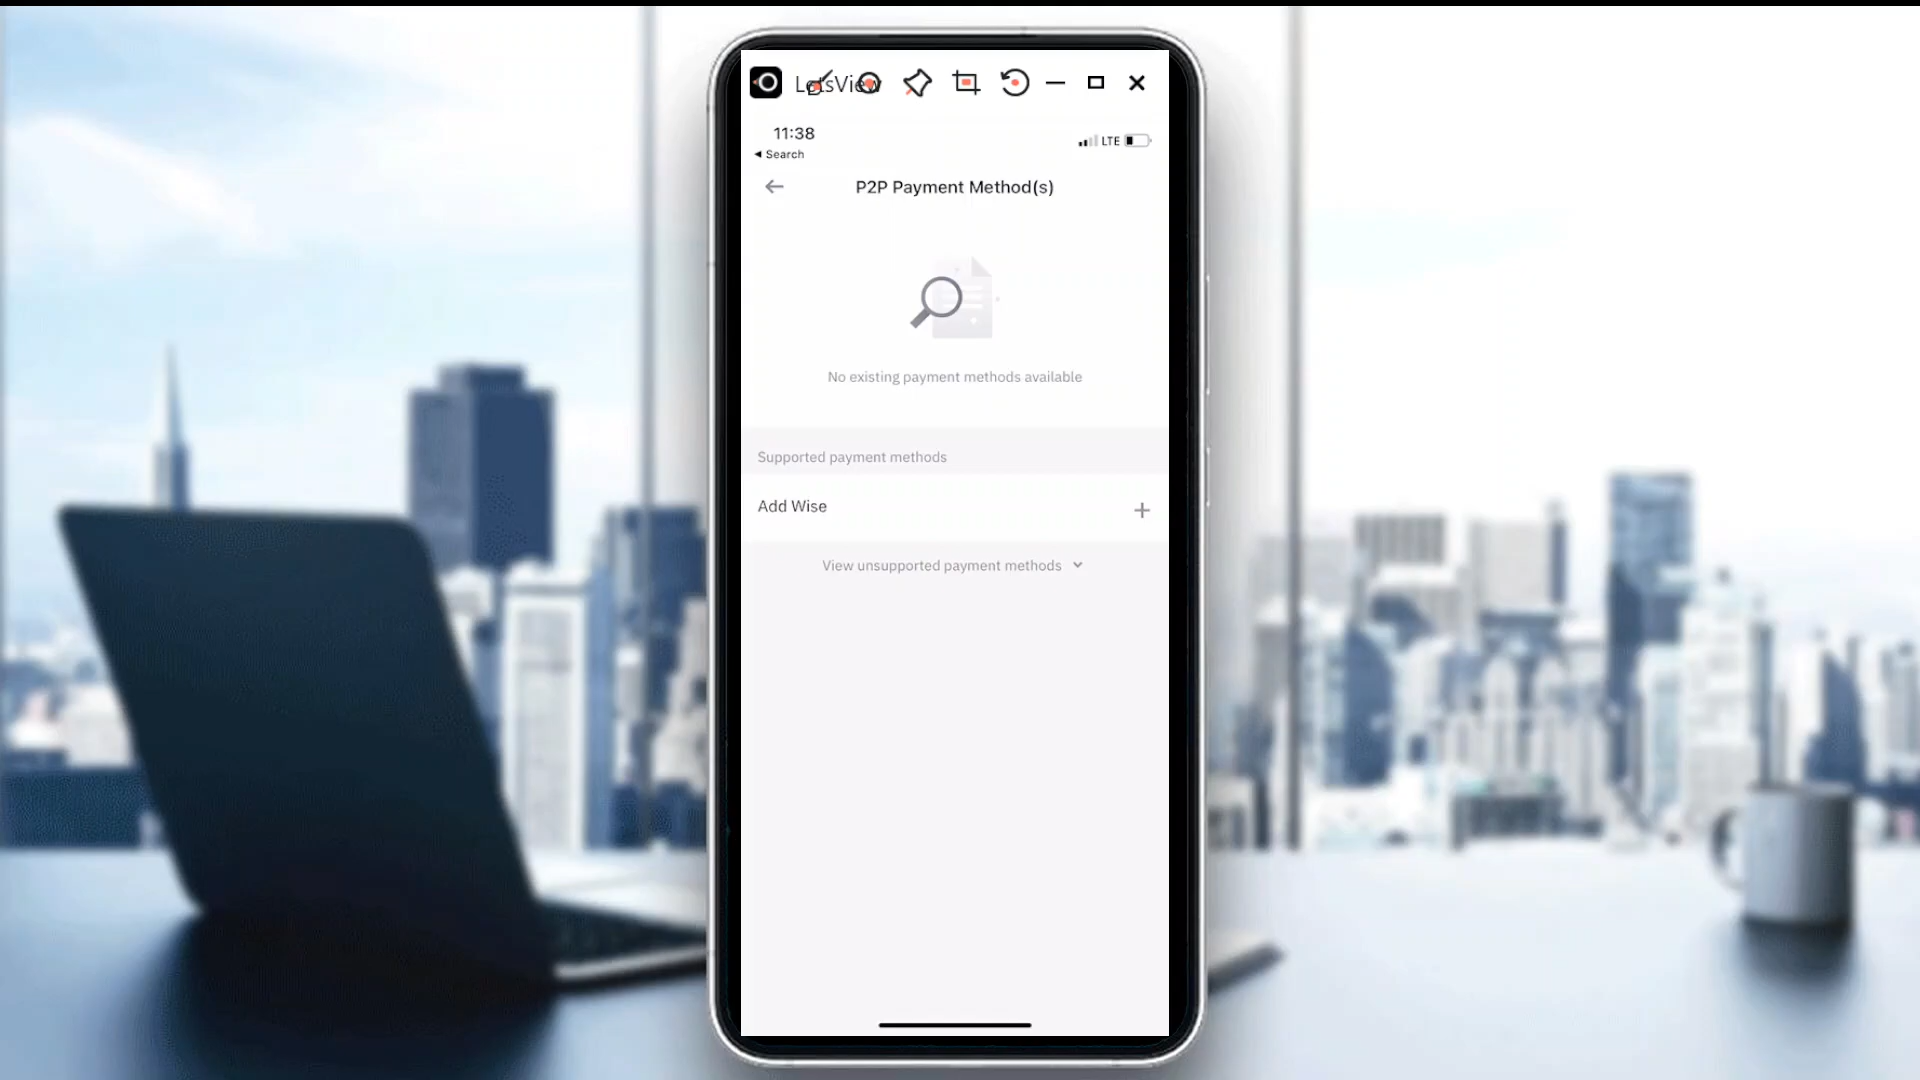 LetsView
11:38
LTE
◄ Search
P2P Payment Method(s)
No existing payment methods available
Supported payment methods
Add Wise
View unsupported payment methods